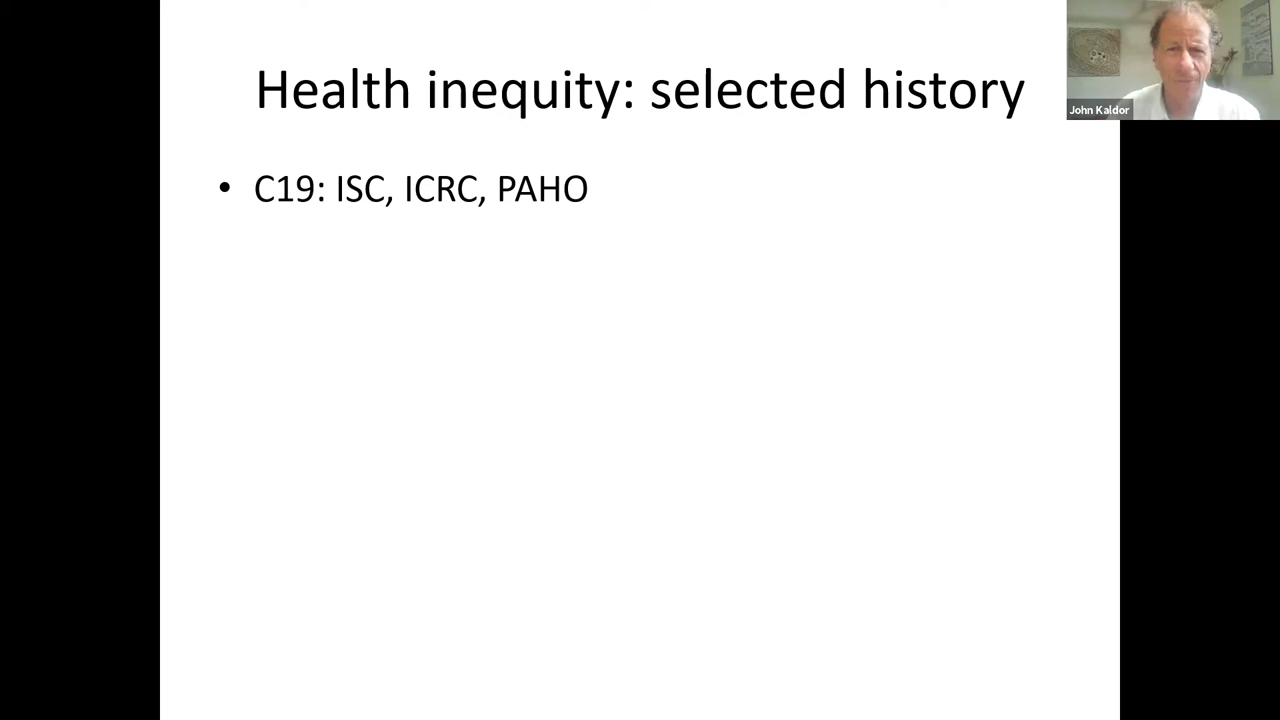 Health inequity: selected history
John Kaldor
• C19: ISC, ICRC, PAHO